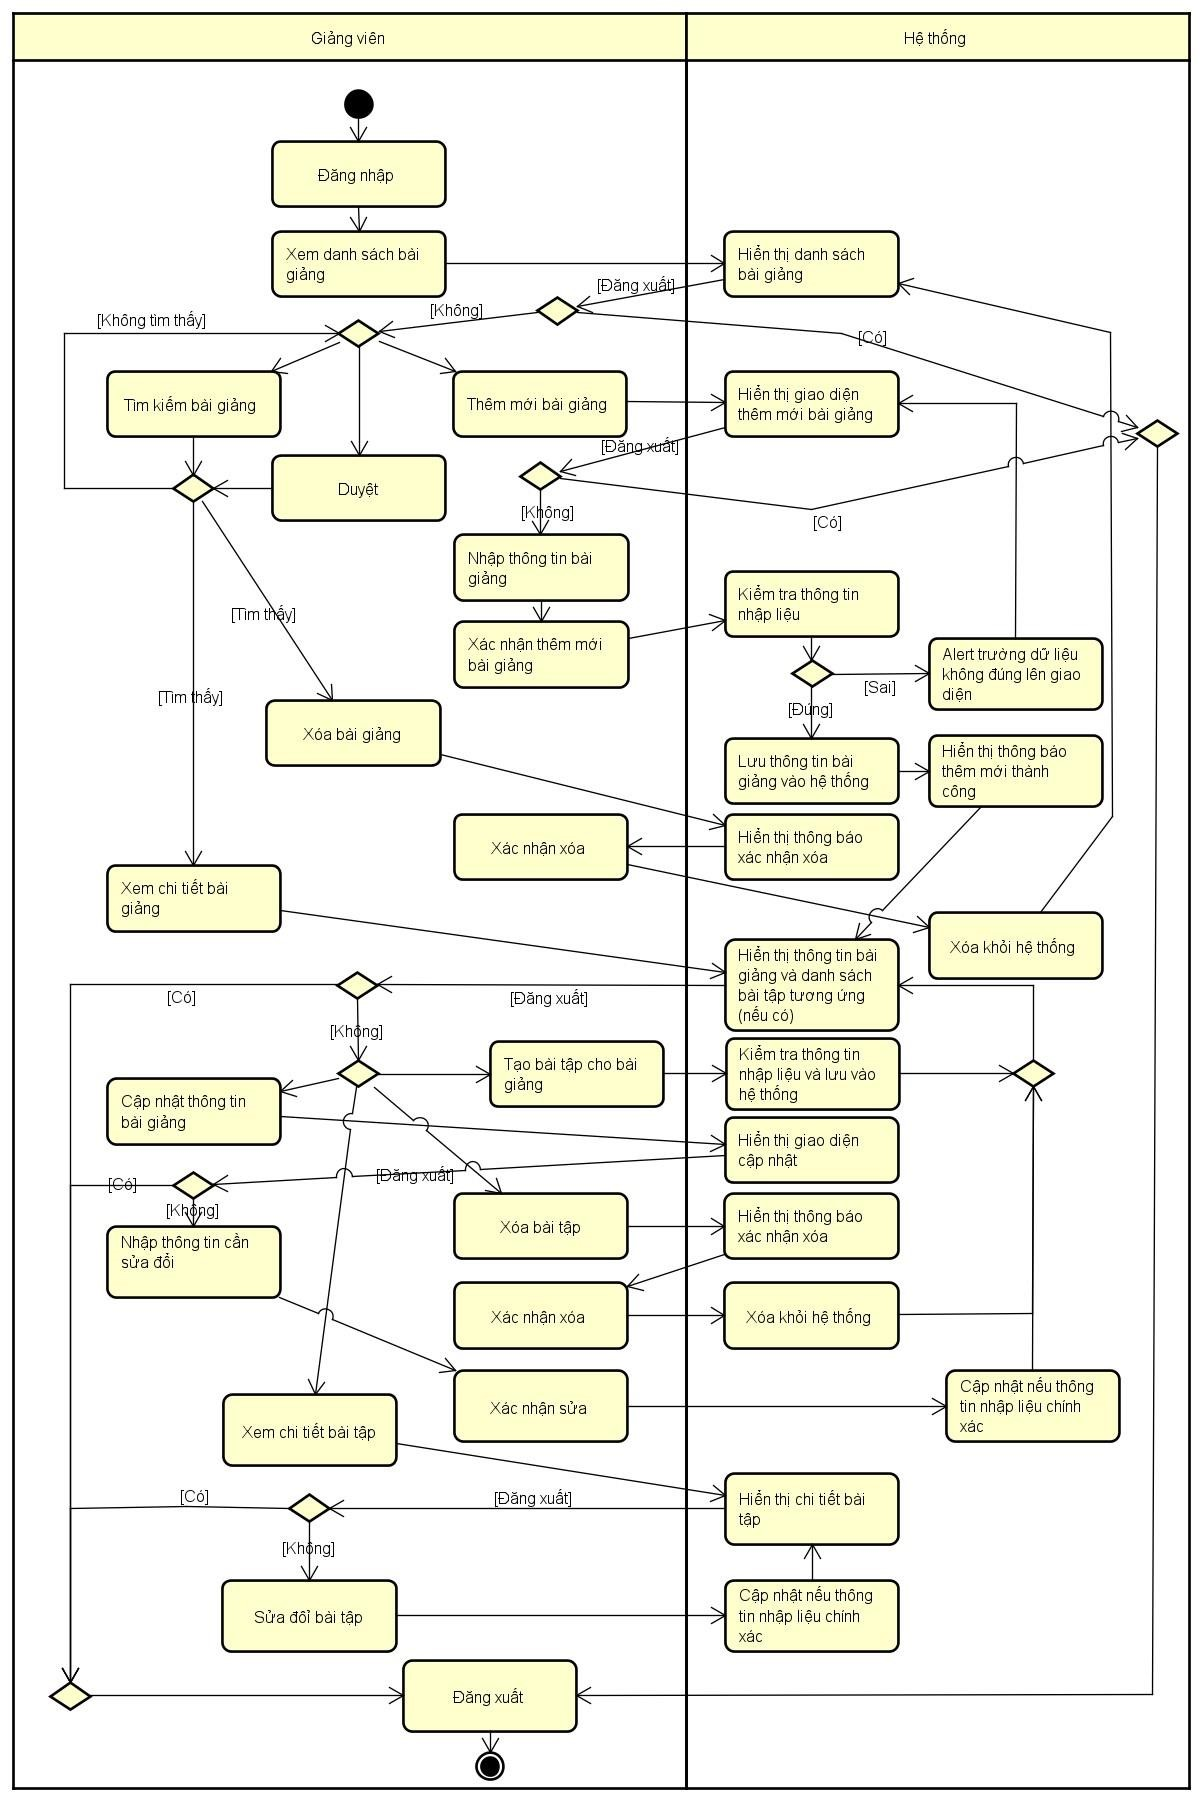 Giảng viên
Hệ thống
Đăng nhập
Xem danh sách bài
giảng
Hiển thị danh sách
bài giảng
[Đăng xuất]
[Không]
[Không tìm thấy]
[Có]
Tìm kiếm bài giảng
Thêm mới bài giảng
Hiển thị giao diện
thêm mới bài giảng
[Đăng xuất]
Duyệt
[Không]
[Có]
Nhập thông tin bài
giảng
Kiểm tra thông tin
nhập liệu
[Tìm thấy]
Xác nhận thêm mới
bài giảng
Alert trường dữ liệu
không đúng lên giao
diện
[Sai]
[Tìm thấy]
[Đúng]
Xóa bài giảng
Lưu thông tin bài
giảng vào hệ thống
Hiển thị thông báo
thêm mới thành
công
Xác nhận xóa
Hiển thị thông báo
xác nhận xóa
Xem chi tiết bài
giảng
Xóa khỏi hệ thống
Hiển thị thông tin bài
giảng và danh sách
bài tập tương ứng
(nếu có)
[Có]
[Đăng xuất]
[Không]
Tạo bài tập cho bài
giảng
Kiểm tra thông tin
nhập liệu và lưu vào
hệ thống
Cập nhật thông tin
bài giảng
Hiển thị giao diện
cập nhật
[Đăng xuất]
[Có]
[Không]
Xóa bài tập
Hiển thị thông báo
xác nhận xóa
Nhập thông tin cần
sửa đổi
Xác nhận xóa
Xóa khỏi hệ thống
Xác nhận sửa
Cập nhật nếu thông
tin nhập liệu chính
xác
Xem chi tiết bài tập
[Có]
[Đăng xuất]
Hiển thị chi tiết bài
tập
[Không]
Sửa đổi bài tập
Cập nhật nếu thông
tin nhập liệu chính
xác
Đăng xuất